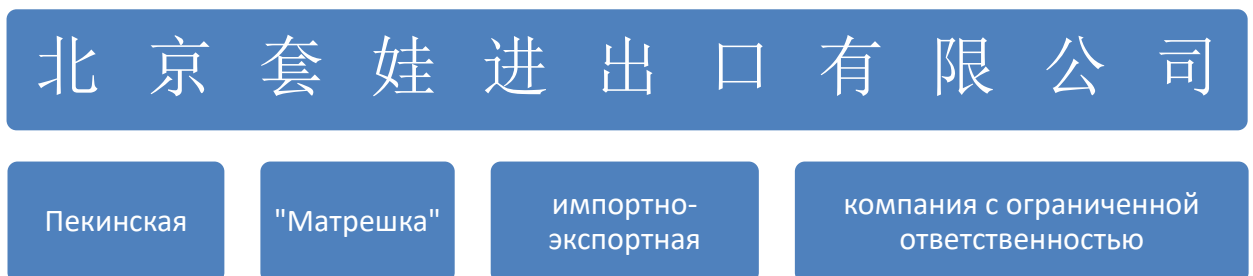 北京套娃进出口有限公司
Пекинская
"Матрешка"
импортно-
экспортная
компания с ограниченной
ответственностью